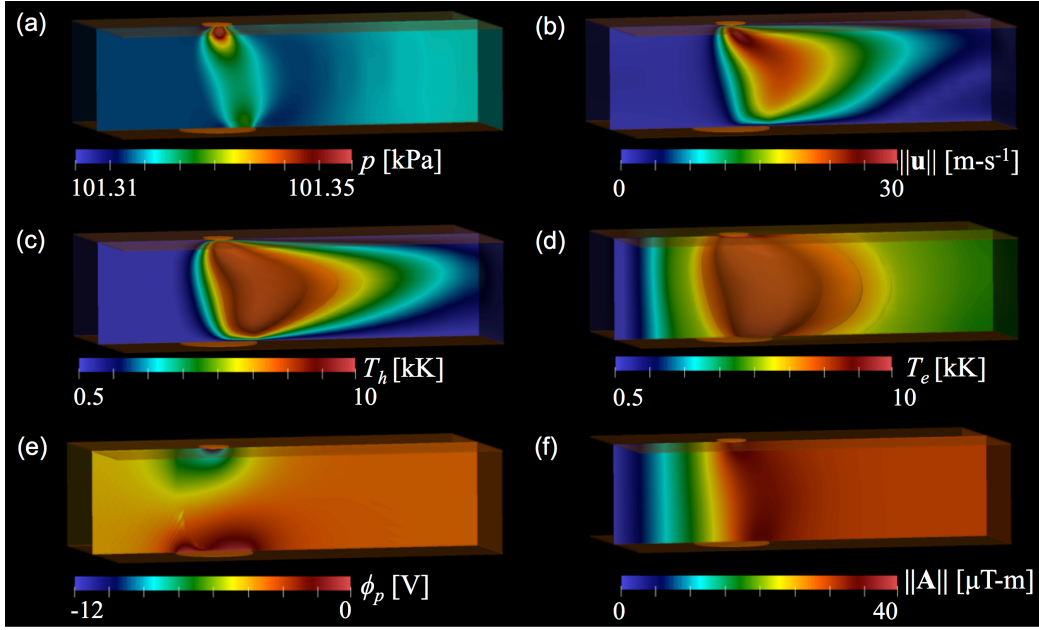 (a)
p [kPa]
101.31 101.35
(b)
||u|| [m-s⁻¹]
0 30
(c)
Tₕ [kK]
0.5 10
(d)
Tₑ [kK]
0.5 10
(e)
ϕₚ [V]
-12 0
(f)
||A|| [μT-m]
0 40